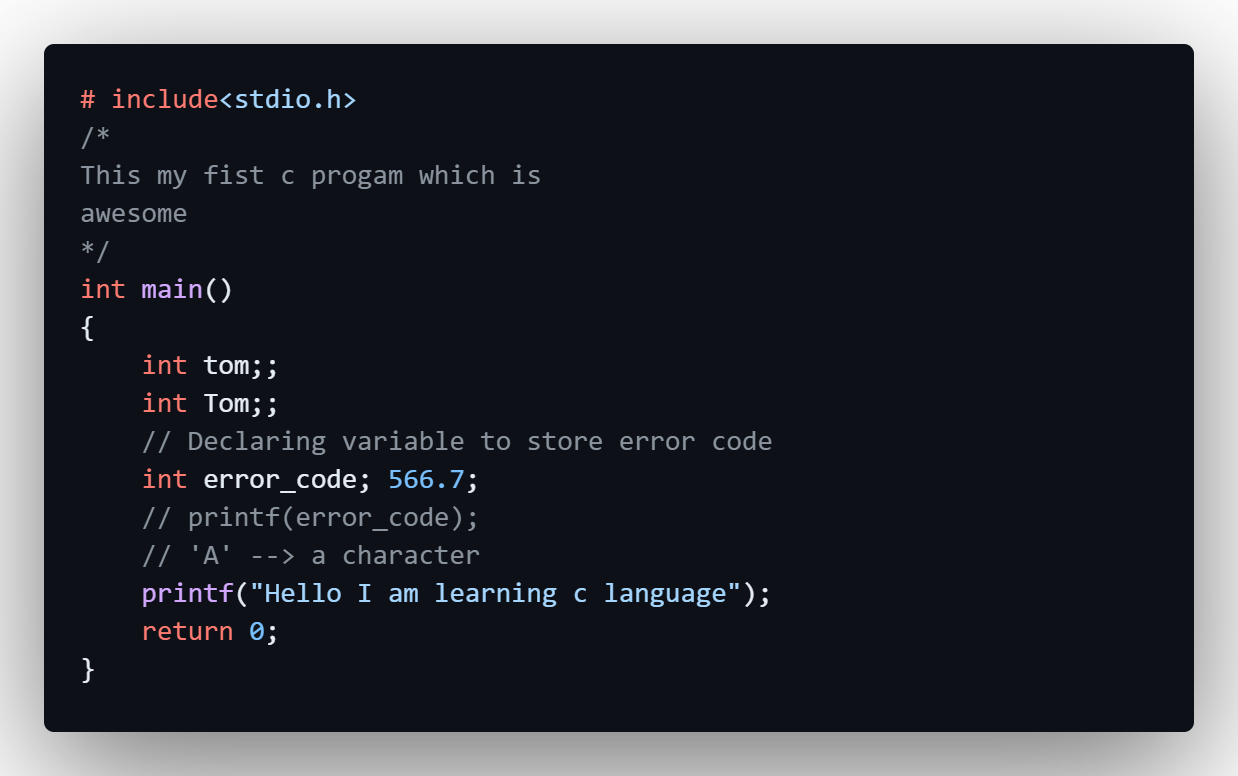 # include<stdio.h>
/*
This my fist c progam which is
awesome
*/
int main()
{
    int tom;;
    int Tom;;
    // Declaring variable to store error code
    int error_code; 566.7;
    // printf(error_code);
    // 'A' --> a character
    printf("Hello I am learning c language");
    return 0;
}